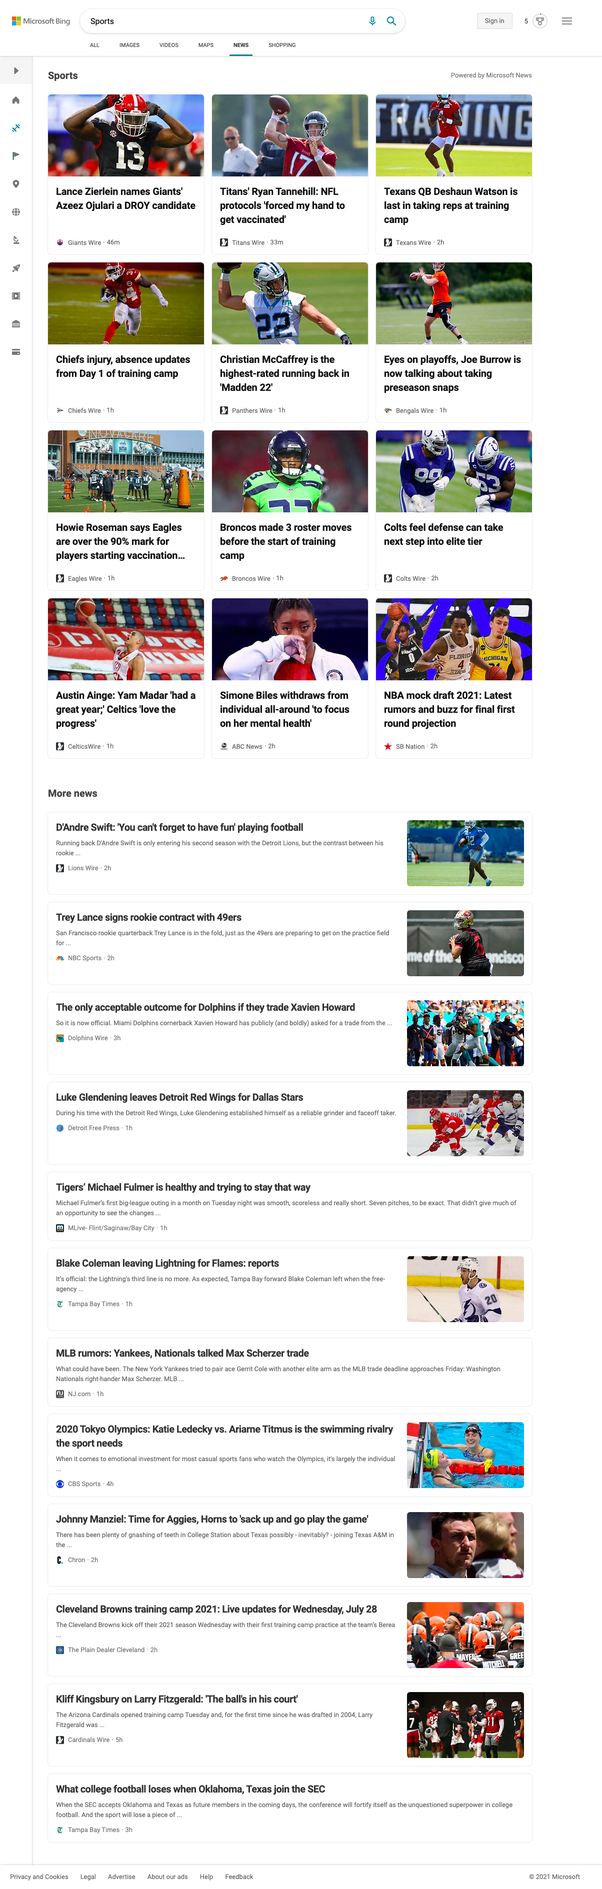 Microsoft Bing
Sports
Sign in
5
ALL
IMAGES
VIDEOS
MAPS
NEWS
SHOPPING
Sports
Powered by Microsoft News
13
17
TRAINING
Lance Zierlein names Giants'
Azeez Ojulari a DROY candidate
Giants Wire · 46m
Titans' Ryan Tannehill: NFL
protocols 'forced my hand to
get vaccinated'
Titans Wire · 33m
Texans QB Deshaun Watson is
last in taking reps at training
camp
Texans Wire · 2h
22
Chiefs injury, absence updates
from Day 1 of training camp
Chiefs Wire · 1h
Christian McCaffrey is the
highest-rated running back in
'Madden 22'
Panthers Wire · 1h
Eyes on playoffs, Joe Burrow is
now talking about taking
preseason snaps
Bengals Wire · 1h
99
53
Howie Roseman says Eagles
are over the 90% mark for
players starting vaccination...
Eagles Wire · 1h
Broncos made 3 roster moves
before the start of training
camp
Broncos Wire · 1h
Colts feel defense can take
next step into elite tier
Colts Wire · 2h
4
Austin Ainge: Yam Madar 'had a
great year;' Celtics 'love the
progress'
CelticsWire · 1h
Simone Biles withdraws from
individual all-around 'to focus
on her mental health'
ABC News · 2h
NBA mock draft 2021: Latest
rumors and buzz for final first
round projection
SB Nation · 2h
More news
D'Andre Swift: 'You can't forget to have fun' playing football
Running back D'Andre Swift is only entering his second season with the Detroit Lions, but the contrast between his
rookie ...
Lions Wire · 2h
Trey Lance signs rookie contract with 49ers
San Francisco rookie quarterback Trey Lance is in the fold, just as the 49ers are preparing to get on the practice field
for ...
NBC Sports · 2h
The only acceptable outcome for Dolphins if they trade Xavien Howard
So it is now official. Miami Dolphins cornerback Xavien Howard has publicly (and boldly) asked for a trade from the ...
Dolphins Wire · 3h
Luke Glendening leaves Detroit Red Wings for Dallas Stars
During his time with the Detroit Red Wings, Luke Glendening established himself as a reliable grinder and faceoff taker.
Detroit Free Press · 1h
Tigers' Michael Fulmer is healthy and trying to stay that way
Michael Fulmer's first big-league outing in a month on Tuesday night was smooth, scoreless and really short. Seven pitches, to be exact. That didn't give much of
an opportunity to see the changes ...
MLive- Flint/Saginaw/Bay City · 1h
Blake Coleman leaving Lightning for Flames: reports
It's official: the Lightning's third line is no more. As expected, Tampa Bay forward Blake Coleman left when the free-
agency ...
Tampa Bay Times · 1h
20
MLB rumors: Yankees, Nationals talked Max Scherzer trade
What could have been. The New York Yankees tried to pair ace Gerrit Cole with another elite arm as the MLB trade deadline approaches Friday: Washington
Nationals right-hander Max Scherzer. MLB ...
NJ.com · 1h
2020 Tokyo Olympics: Katie Ledecky vs. Ariarne Titmus is the swimming rivalry
the sport needs
When it comes to emotional investment for most casual sports fans who watch the Olympics, it's largely the individual
...
CBS Sports · 4h
Johnny Manziel: Time for Aggies, Horns to 'sack up and go play the game'
There has been plenty of gnashing of teeth in College Station about Texas possibly - inevitably? - joining Texas A&M in
the ...
Chron · 2h
Cleveland Browns training camp 2021: Live updates for Wednesday, July 28
The Cleveland Browns kick off their 2021 season Wednesday with their first training camp practice at the team's Berea
...
The Plain Dealer Cleveland · 2h
Kliff Kingsbury on Larry Fitzgerald: 'The ball's in his court'
The Arizona Cardinals opened training camp Tuesday and, for the first time since he was drafted in 2004, Larry
Fitzgerald was ...
Cardinals Wire · 5h
What college football loses when Oklahoma, Texas join the SEC
When the SEC accepts Oklahoma and Texas as future members in the coming days, the conference will fortify itself as the unquestioned superpower in college
football. And the sport will lose a piece of ...
Tampa Bay Times · 3h
Privacy and Cookies
Legal
Advertise
About our ads
Help
Feedback
© 2021 Microsoft